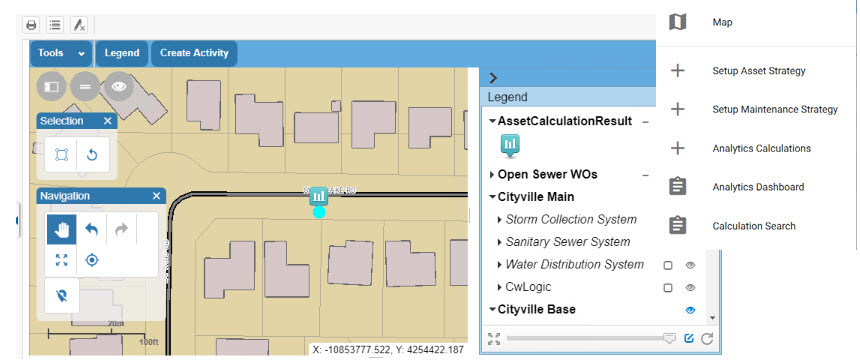 Tools
Legend
Create Activity
Selection
Navigation
20m
100ft
X: -10853777.522, Y: 4254422.187
Legend
AssetCalculationResult
Open Sewer WOs
Cityville Main
Storm Collection System
Sanitary Sewer System
Water Distribution System
CwLogic
Cityville Base
Map
Setup Asset Strategy
Setup Maintenance Strategy
Analytics Calculations
Analytics Dashboard
Calculation Search